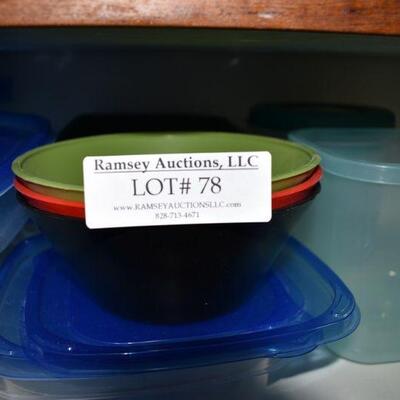 Ramsey Auctions, LLC
LOT# 78
www.RAMSEYAUCTIONSLLC.com
828-713-4671